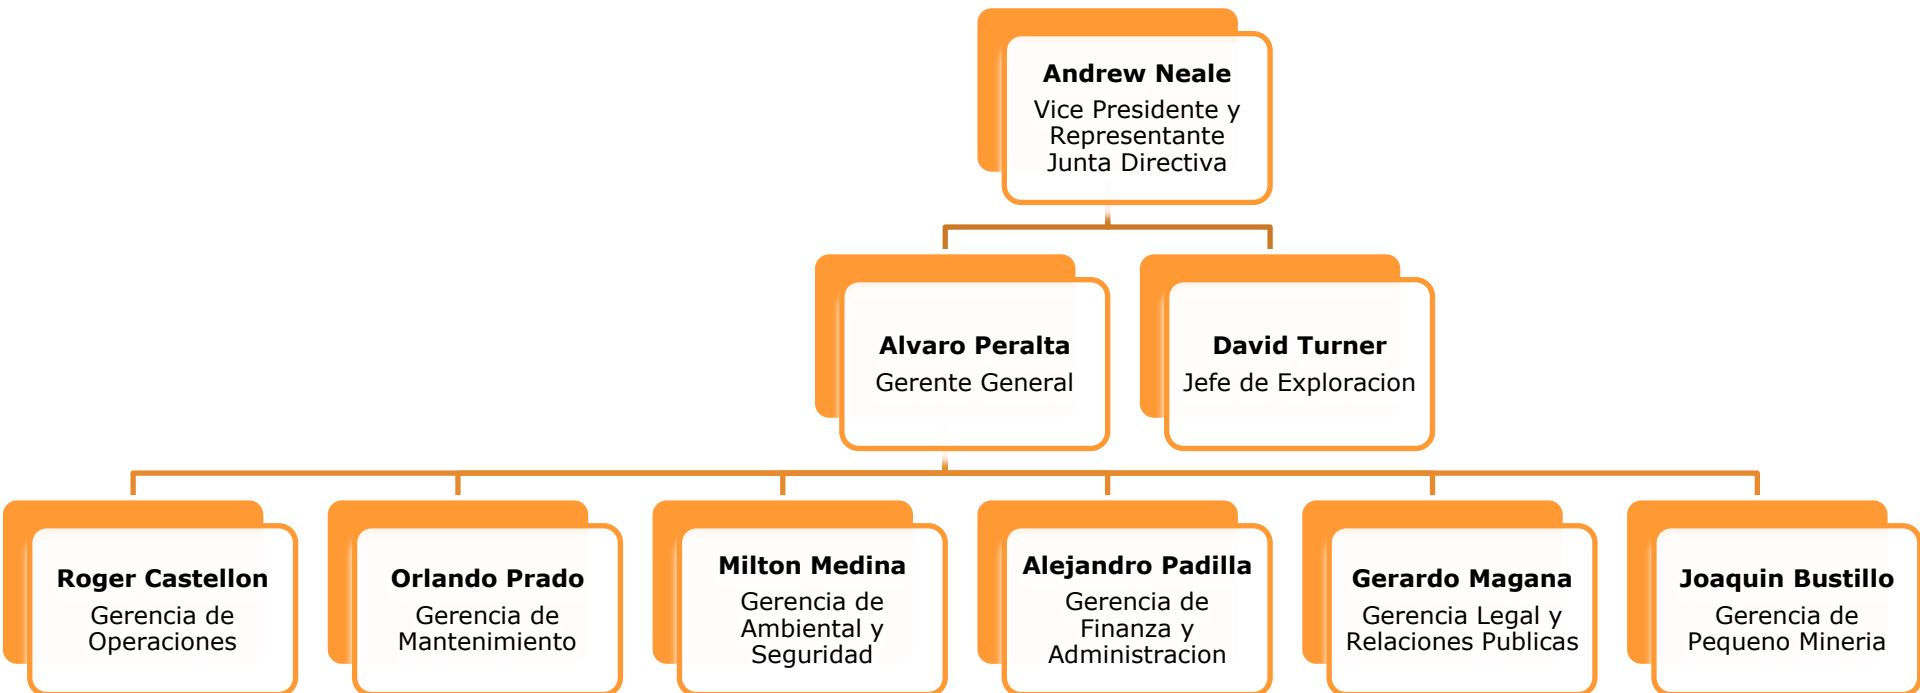 Andrew Neale
Vice Presidente y
Representante
Junta Directiva
Alvaro Peralta
Gerente General
David Turner
Jefe de Exploracion
Roger Castellon
Gerencia de
Operaciones
Orlando Prado
Gerencia de
Mantenimiento
Milton Medina
Gerencia de
Ambiental y
Seguridad
Alejandro Padilla
Gerencia de
Finanza y
Administracion
Gerardo Magana
Gerencia Legal y
Relaciones Publicas
Joaquin Bustillo
Gerencia de
Pequeno Mineria